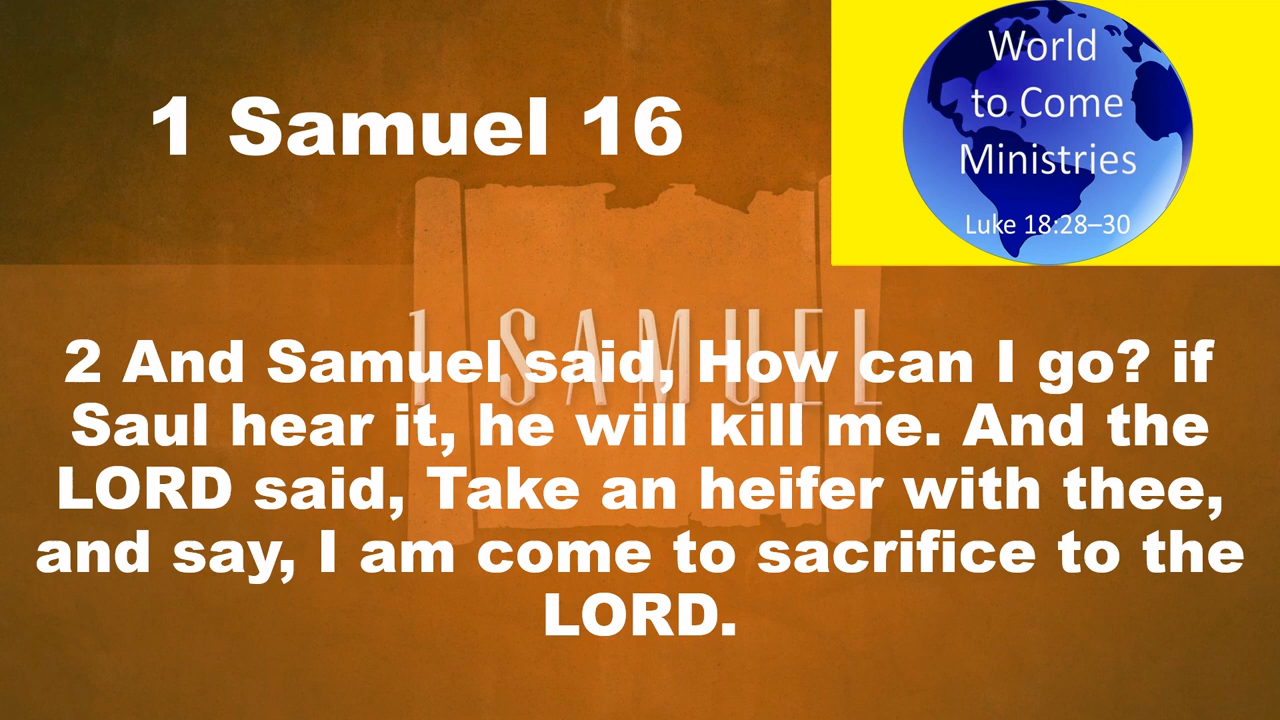 1 Samuel 16
World
to Come
Ministries
Luke 18:28–30
1 SAMUEL
2 And Samuel said, How can I go? if
Saul hear it, he will kill me. And the
LORD said, Take an heifer with thee,
and say, I am come to sacrifice to the
LORD.